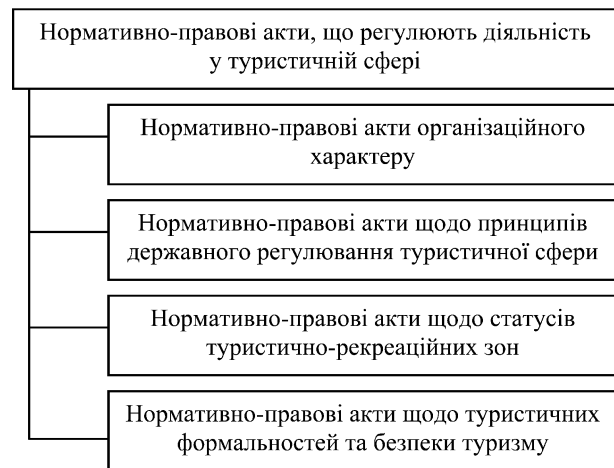 Нормативно-правові акти, що регулюють діяльність
у туристичній сфері
Нормативно-правові акти організаційного
характеру
Нормативно-правові акти щодо принципів
державного регулювання туристичної сфери
Нормативно-правові акти щодо статусів
туристично-рекреаційних зон
Нормативно-правові акти щодо туристичних
формальностей та безпеки туризму